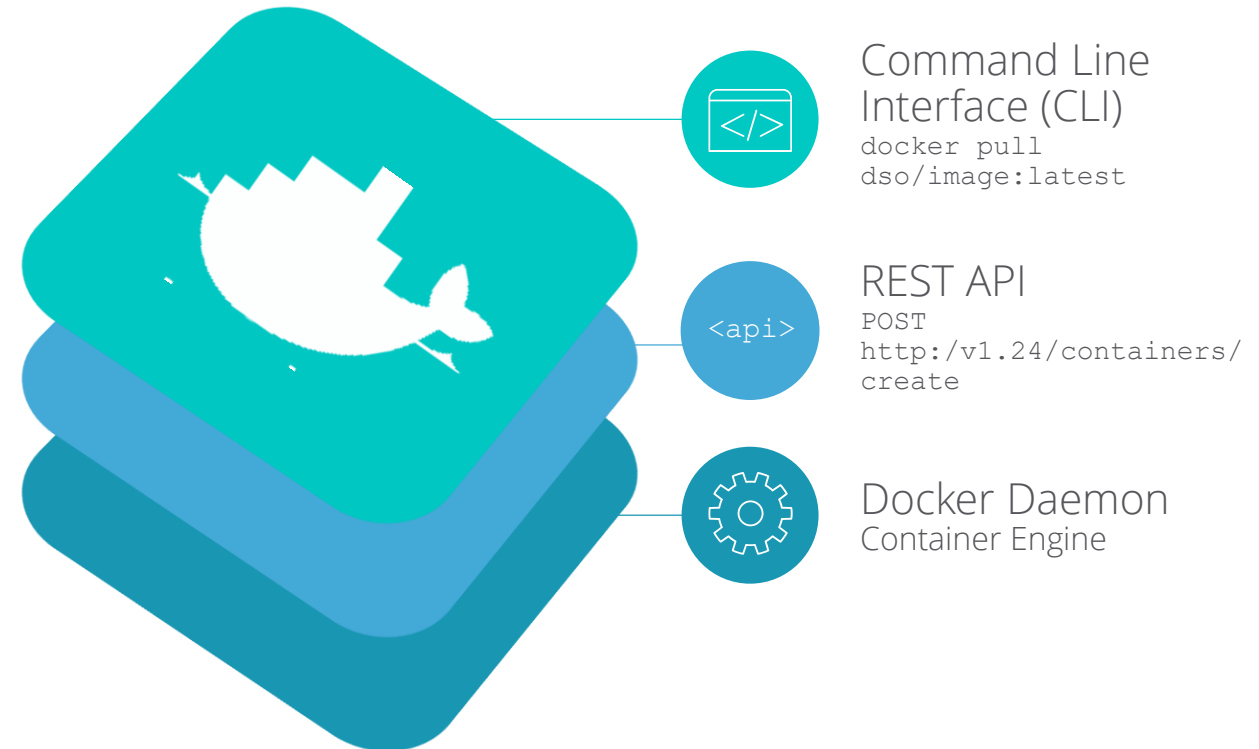 Command Line
Interface (CLI)
docker pull
dso/image:latest
</>
REST API
<api>
POST
http:/v1.24/containers/
create
Docker Daemon
Container Engine